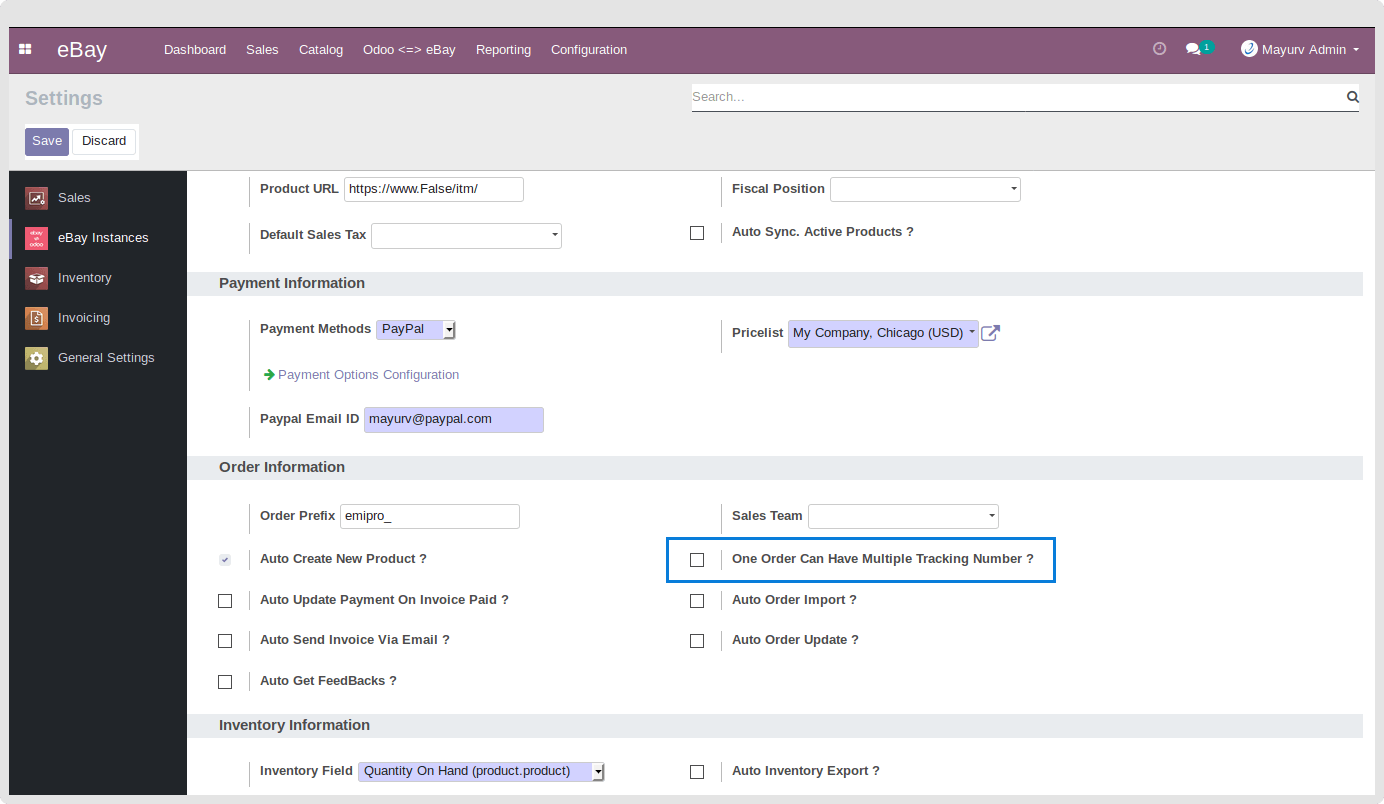 eBay Dashboard Sales Catalog Odoo <=> eBay Reporting Configuration 1 Mayurv Admin
Settings
Search...
Save Discard
Sales
eBay Instances
Inventory
Invoicing
General Settings
Product URL https://www.False/itm/ Fiscal Position
Default Sales Tax Auto Sync. Active Products ?
Payment Information
Payment Methods PayPal Pricelist My Company, Chicago (USD)
Payment Options Configuration
Paypal Email ID mayurv@paypal.com
Order Information
Order Prefix emipro_ Sales Team
Auto Create New Product ? One Order Can Have Multiple Tracking Number ?
Auto Update Payment On Invoice Paid ? Auto Order Import ?
Auto Send Invoice Via Email ? Auto Order Update ?
Auto Get FeedBacks ?
Inventory Information
Inventory Field Quantity On Hand (product.product) Auto Inventory Export ?